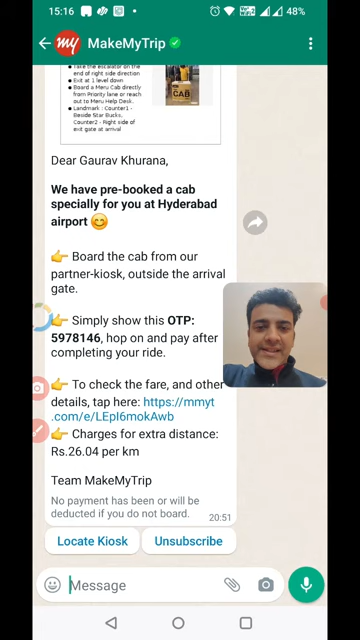 15:16
48%
my
MakeMyTrip
Take the escalator on the
end of right side direction
Exit at 1 level down
Board a Meru Cab directly
from Priority lane or reach
out to Meru Help Desk.
Landmark : Counter1 -
Beside Star Bucks,
Counter2 - Right side of
exit gate at arrival
CAB
Dear Gaurav Khurana,
We have pre-booked a cab
specially for you at Hyderabad
airport 😊
👉 Board the cab from our
partner-kiosk, outside the arrival
gate.
👉 Simply show this OTP:
5978146, hop on and pay after
completing your ride.
👉 To check the fare, and other
details, tap here: https://mmyt
.com/e/LEpI6mokAwb
👉 Charges for extra distance:
Rs.26.04 per km
Team MakeMyTrip
No payment has been or will be
deducted if you do not board.
20:51
Locate Kiosk
Unsubscribe
Message